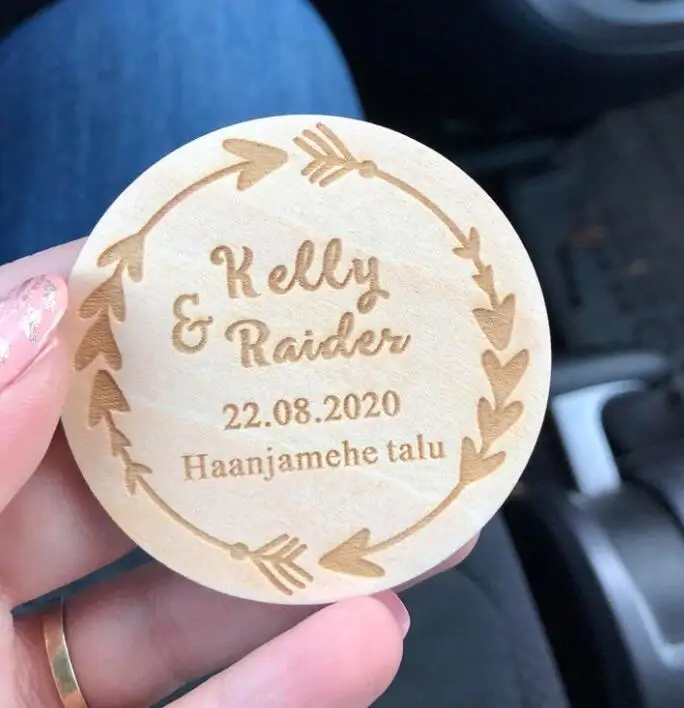 Kelly
& Raider
22.08.2020
Haanjamehe talu